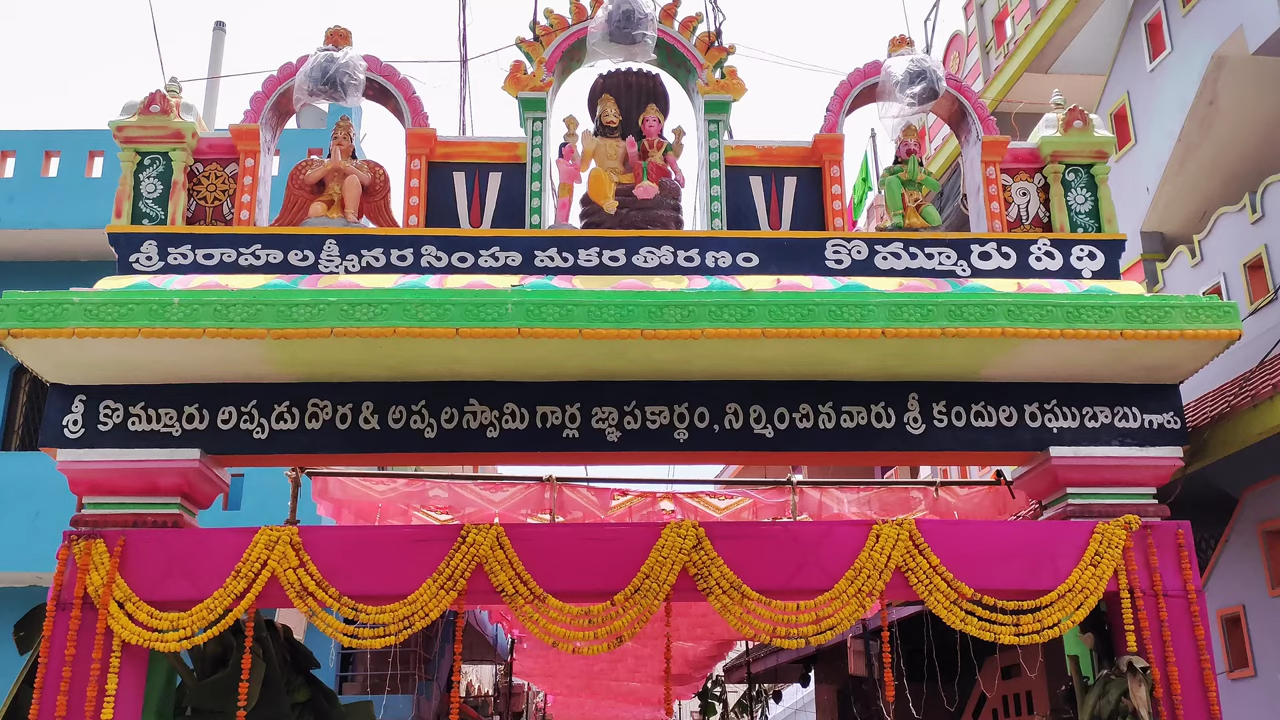 శ్రీవరాహలక్ష్మీనరసింహ మకరతోరణం కొమ్మూరు వీధి
శ్రీ కొమ్మూరు అప్పడుదొర & అప్పలస్వామి గార్ల జ్ఞాపకార్థం, నిర్మించినవారు శ్రీ కందుల రఘుబాబు గారు